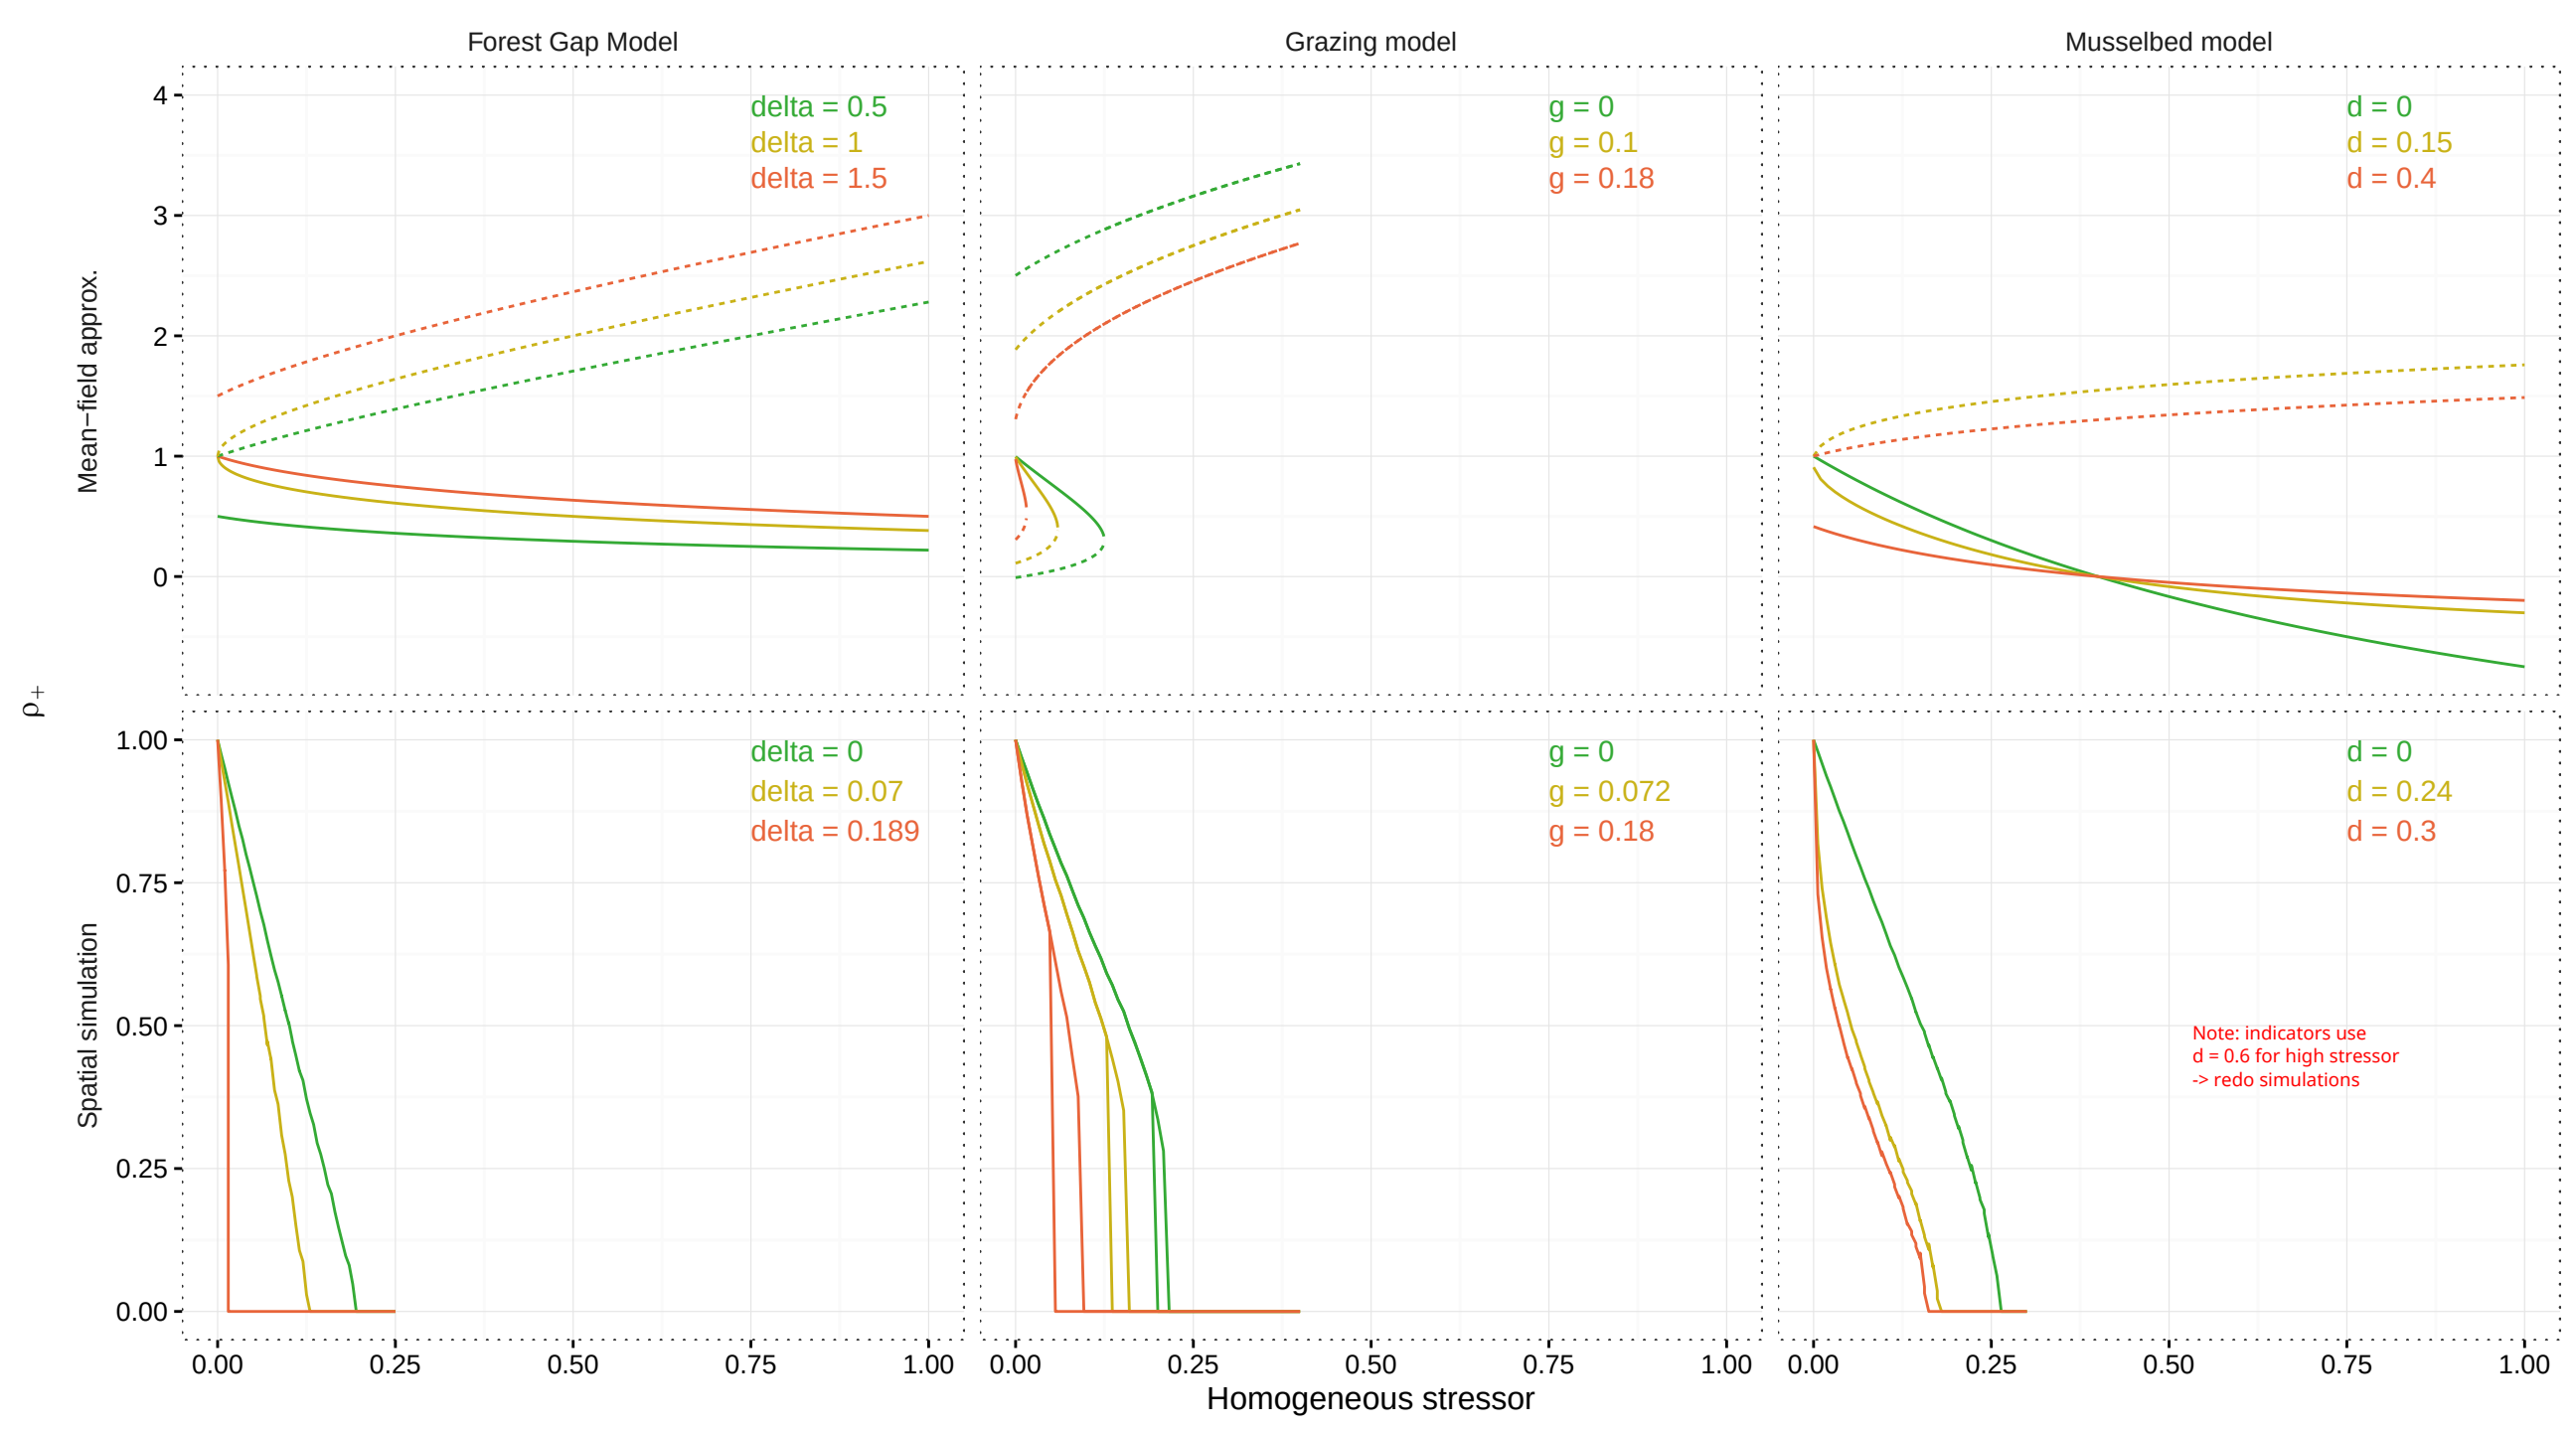 Forest Gap Model
Grazing model
Musselbed model
4
3
2
1
0
Mean−field approx.
delta = 0.5
delta = 1
delta = 1.5
g = 0
g = 0.1
g = 0.18
d = 0
d = 0.15
d = 0.4
ρ+
1.00
0.75
0.50
0.25
0.00
Spatial simulation
delta = 0
delta = 0.07
delta = 0.189
g = 0
g = 0.072
g = 0.18
d = 0
d = 0.24
d = 0.3
Note: indicators use
d = 0.6 for high stressor
-> redo simulations
0.00 0.25 0.50 0.75 1.00
0.00 0.25 0.50 0.75 1.00
0.00 0.25 0.50 0.75 1.00
Homogeneous stressor